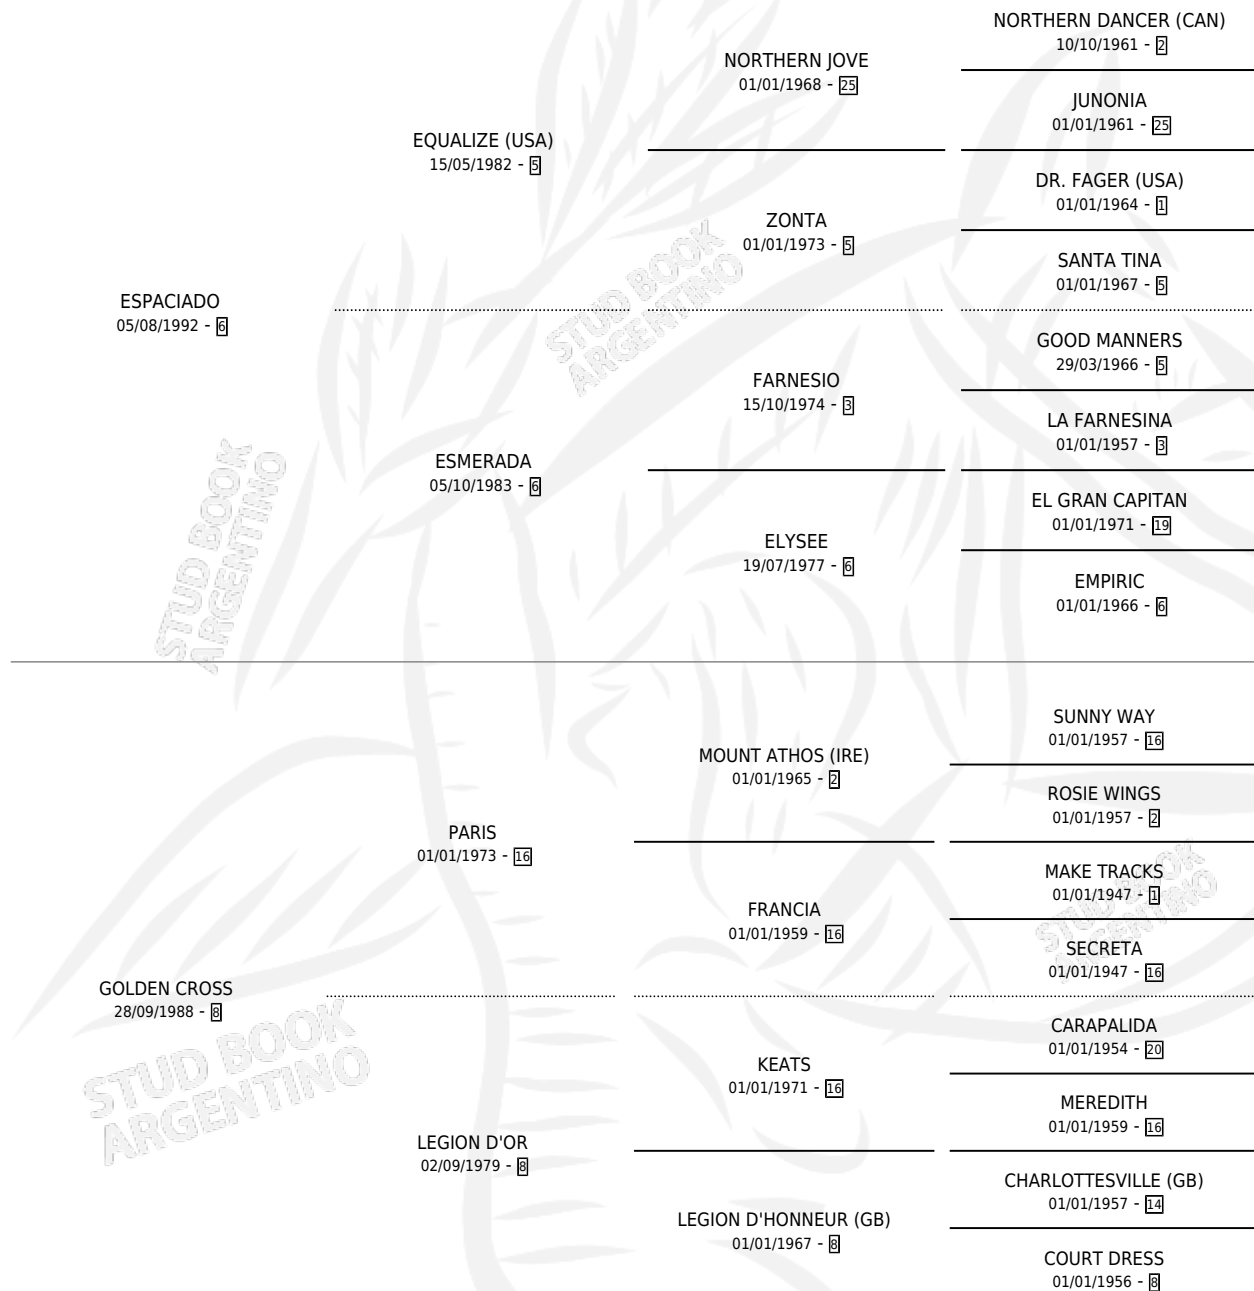 NORTHERN DANCER (CAN)
10/10/1961 - 2
NORTHERN JOVE
01/01/1968 - 25
JUNONIA
01/01/1961 - 25
EQUALIZE (USA)
15/05/1982 - 5
DR. FAGER (USA)
01/01/1964 - 1
ZONTA
01/01/1973 - 5
SANTA TINA
01/01/1967 - 5
ESPACIADO
05/08/1992 - 6
STUD BOOK
ARGENTINO
GOOD MANNERS
29/03/1966 - 5
FARNESIO
15/10/1974 - 3
LA FARNESINA
01/01/1957 - 3
ESMERADA
05/10/1983 - 6
EL GRAN CAPITAN
01/01/1971 - 19
ELYSEE
19/07/1977 - 6
EMPIRIC
01/01/1966 - 6
STUD BOOK
ARGENTINO
SUNNY WAY
01/01/1957 - 16
MOUNT ATHOS (IRE)
01/01/1965 - 2
ROSIE WINGS
01/01/1957 - 2
PARIS
01/01/1973 - 16
MAKE TRACKS
01/01/1947 - 1
FRANCIA
01/01/1959 - 16
STUD BOOK
ARGENTINO
SECRETA
01/01/1947 - 16
GOLDEN CROSS
28/09/1988 - 8
STUD BOOK
ARGENTINO
CARAPALIDA
01/01/1954 - 20
KEATS
01/01/1971 - 16
MEREDITH
01/01/1959 - 16
LEGION D'OR
02/09/1979 - 8
CHARLOTTESVILLE (GB)
01/01/1957 - 14
LEGION D'HONNEUR (GB)
01/01/1967 - 8
COURT DRESS
01/01/1956 - 8